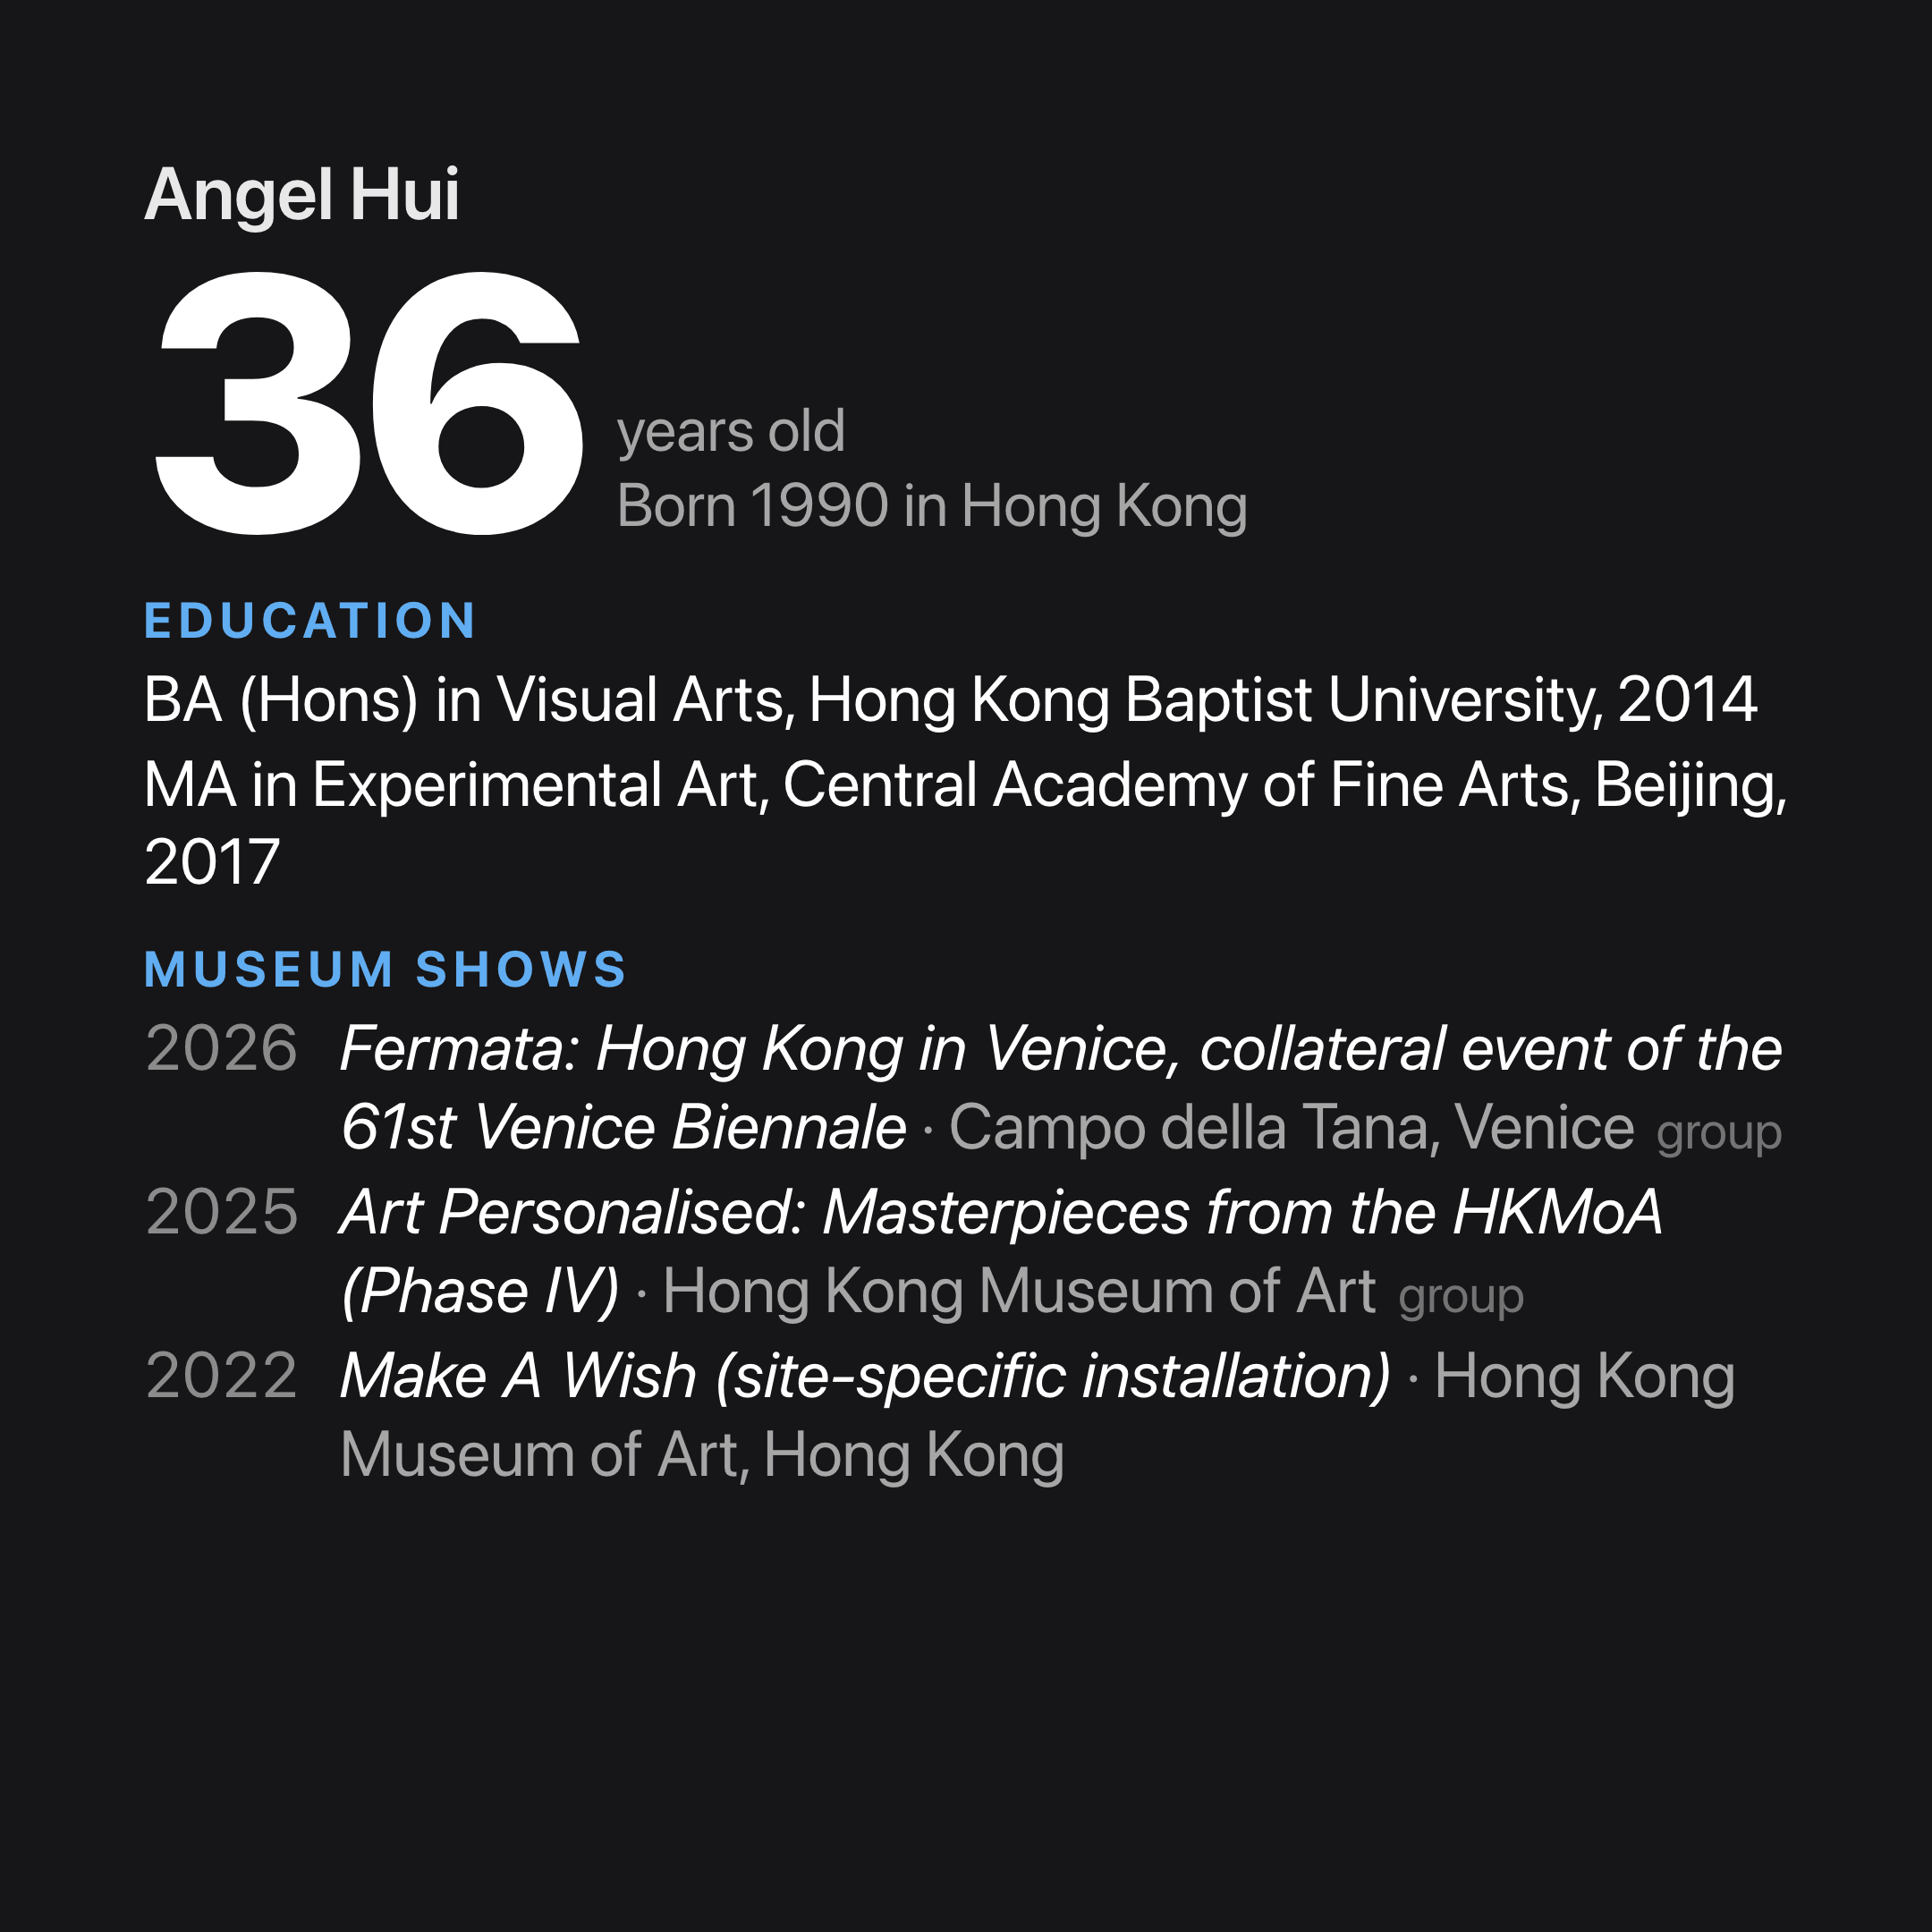 Angel Hui
36
years old
Born 1990 in Hong Kong
EDUCATION
BA (Hons) in Visual Arts, Hong Kong Baptist University, 2014
MA in Experimental Art, Central Academy of Fine Arts, Beijing,
2017
MUSEUM SHOWS
2026 Fermata: Hong Kong in Venice, collateral event of the
61st Venice Biennale · Campo della Tana, Venice group
2025 Art Personalised: Masterpieces from the HKMoA
(Phase IV) · Hong Kong Museum of Art group
2022 Make A Wish (site-specific installation) · Hong Kong
Museum of Art, Hong Kong